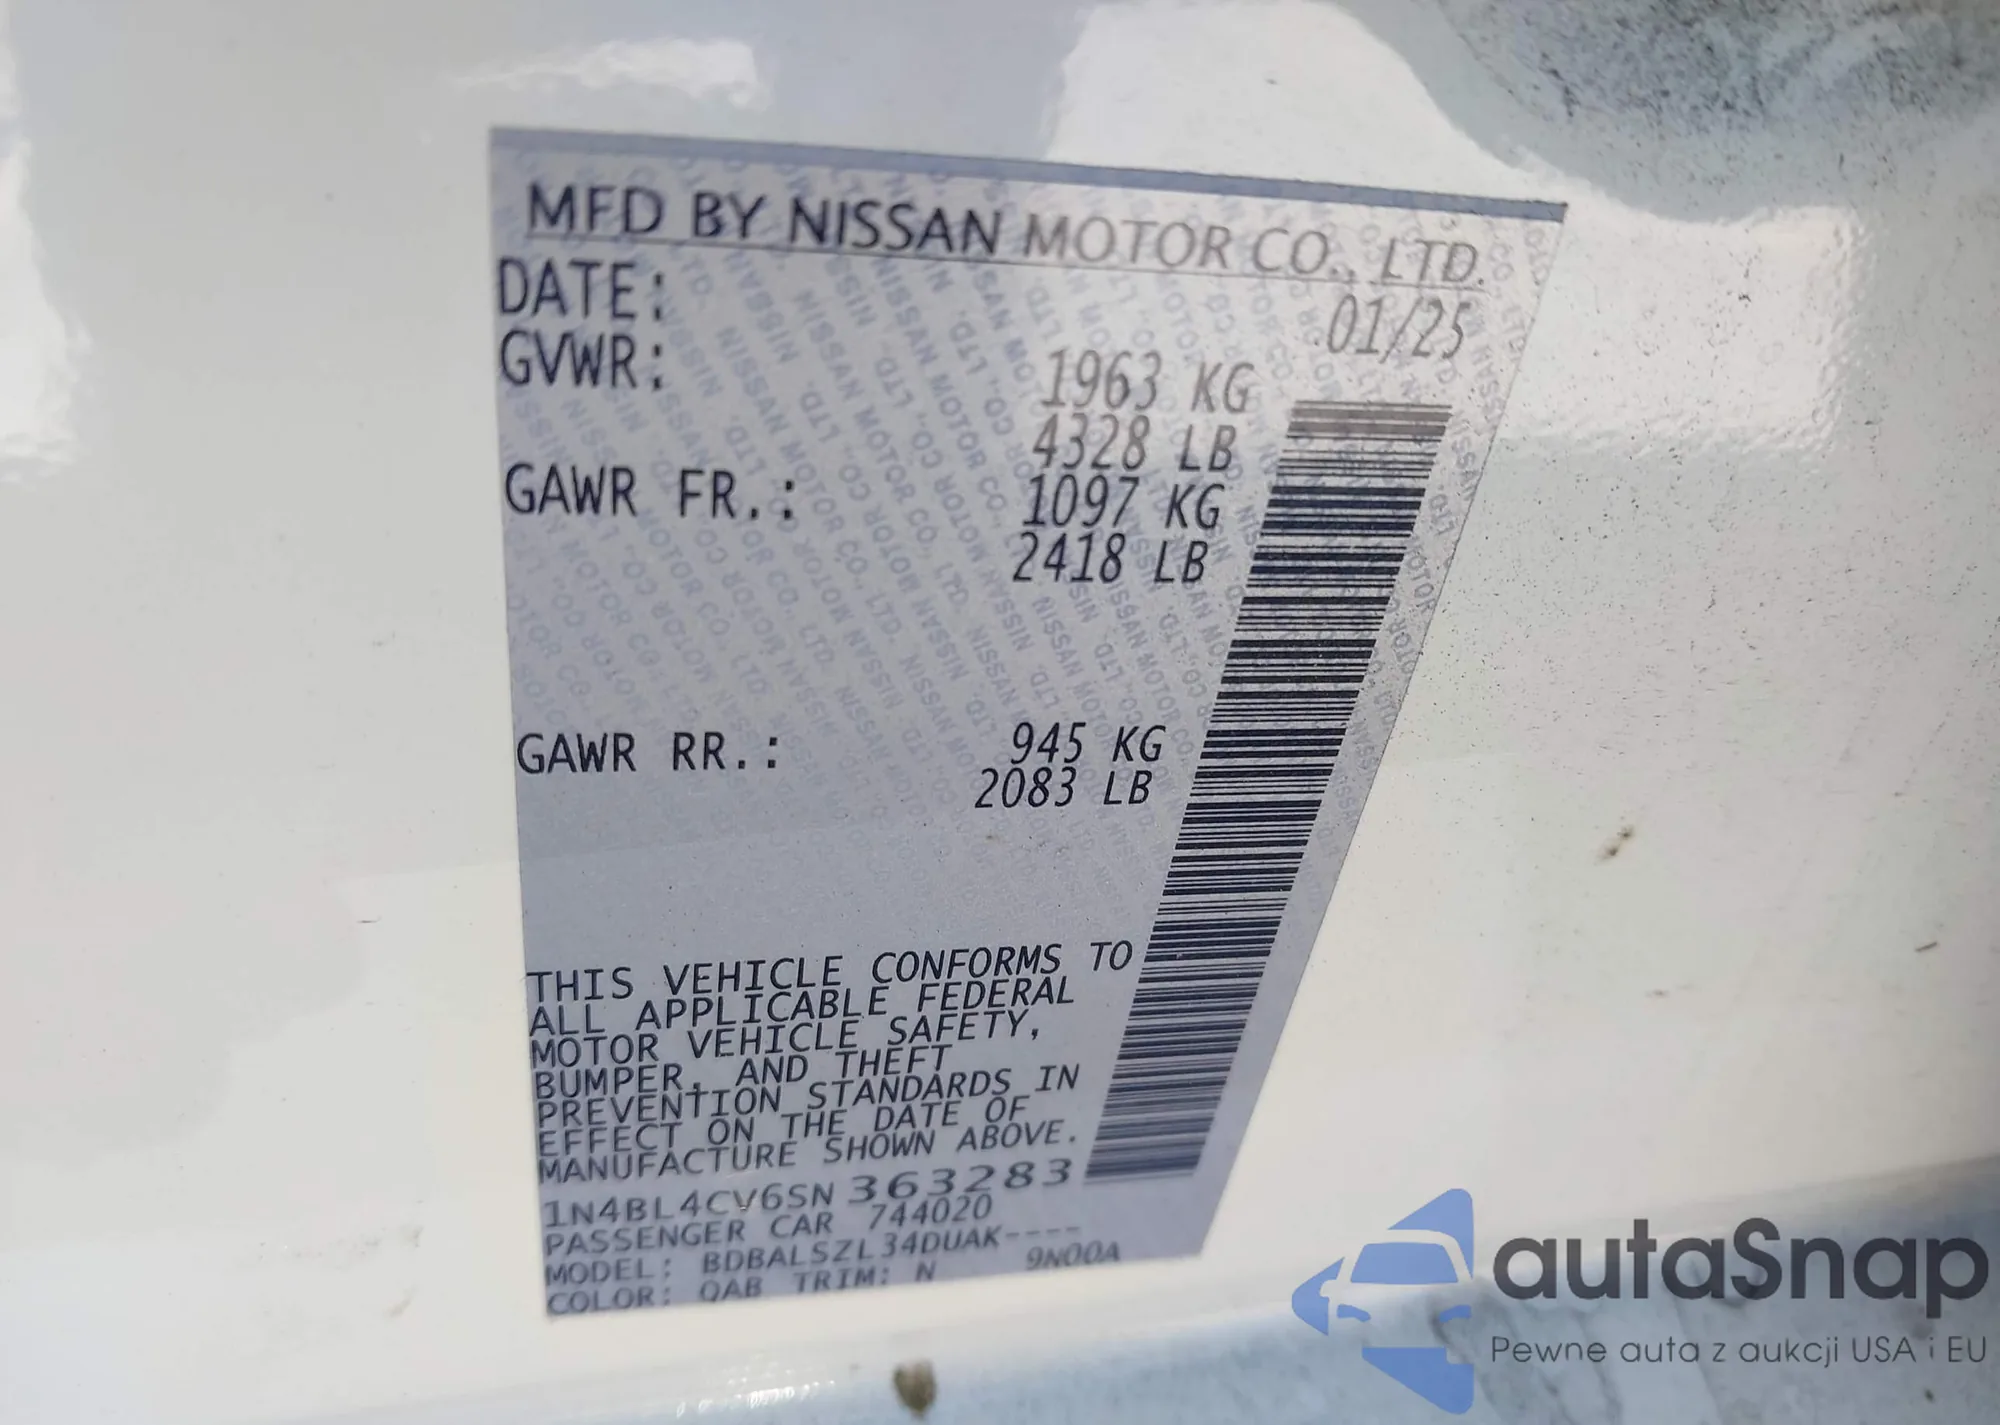 MFD BY NISSAN MOTOR CO., LTD.
DATE: 01/25
GVWR: 1963 KG
4328 LB
GAWR FR.: 1097 KG
2418 LB
GAWR RR.: 945 KG
2083 LB
THIS VEHICLE CONFORMS TO
ALL APPLICABLE FEDERAL
MOTOR VEHICLE SAFETY,
BUMPER, AND THEFT
PREVENTION STANDARDS IN
EFFECT ON THE DATE OF
MANUFACTURE SHOWN ABOVE.
1N4BL4CV6SN 363283
PASSENGER CAR 744020
MODEL: BDBALSZL34DUAK----
COLOR: QAB TRIM: N 9N00A
autaSnap
Pewne auta z aukcji USA i EU